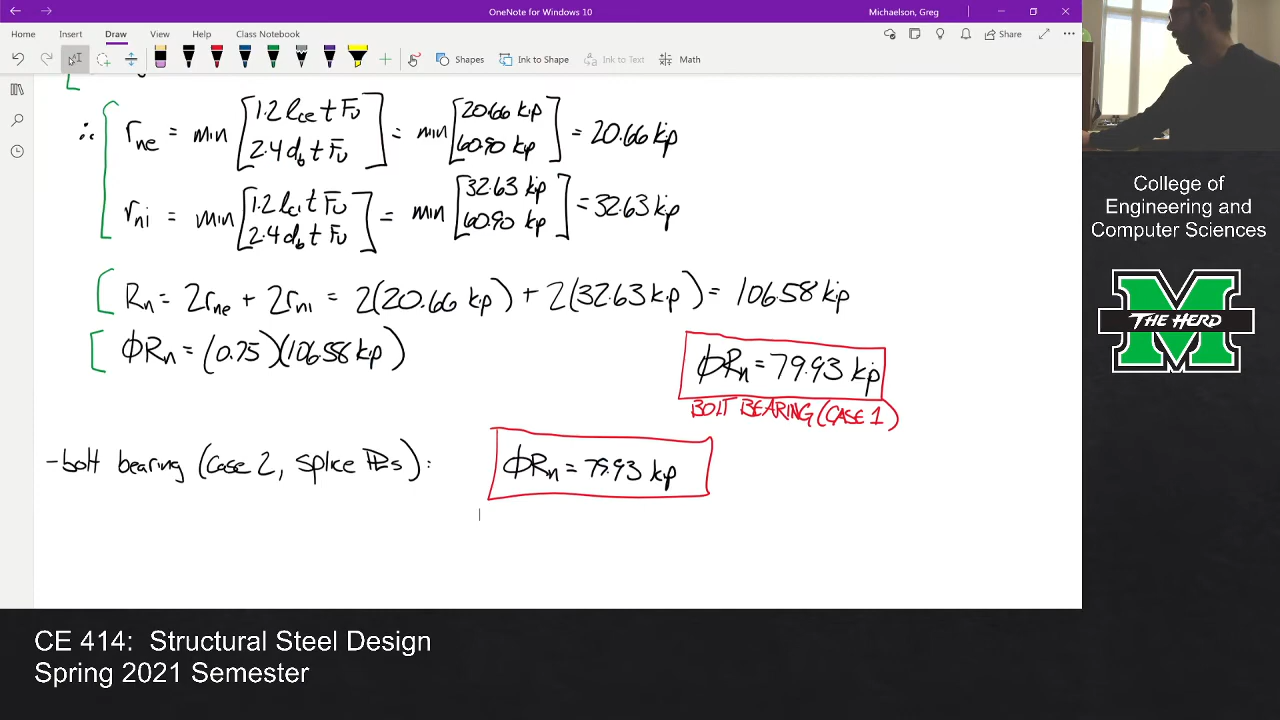 OneNote for Windows 10
Michaelson, Greg
Home Insert Draw View Help Class Notebook
Share
Shapes Ink to Shape Ink to Text Math
∴ rne = min [1.2 lce t Fu 2.4 db t Fu] = min [20.66 kip 60.90 kip] = 20.66 kip
rni = min [1.2 lci t Fu 2.4 db t Fu] = min [32.63 kip 60.90 kip] = 32.63 kip
Rn = 2rne + 2rni = 2(20.66 kip) + 2(32.63 kip) = 106.58 kip
ϕRn = (0.75)(106.58 kip)
ϕRn = 79.93 kip
BOLT BEARING (CASE 1)
-bolt bearing (case 2, splice PLs): ϕRn = 79.93 kip
College of
Engineering and
Computer Sciences
THE HERD
CE 414: Structural Steel Design
Spring 2021 Semester